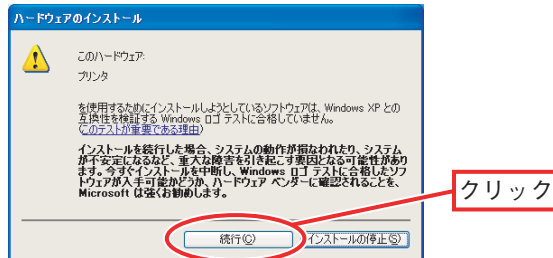 ハードウェアのインストール
このハードウェア:
プリンタ
を使用するためにインストールしようとしているソフトウェアは、Windows XP との
互換性を検証する Windows ロゴ テストに合格していません。
(このテストが重要である理由)
インストールを続行した場合、システムの動作が損なわれたり、システム
が不安定になるなど、重大な障害を引き起こす要因となる可能性があり
ます。今すぐインストールを中断し、Windows ロゴ テストに合格したソフ
トウェアが入手可能かどうか、ハードウェア ベンダーに確認されることを、
Microsoft は強くお勧めします。
クリック
続行(C)
インストールの停止(S)